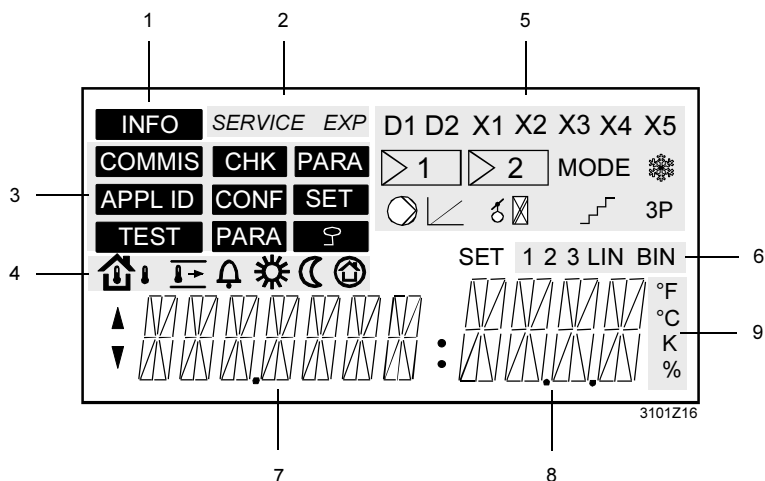 1 2 5
INFO SERVICE EXP D1 D2 X1 X2 X3 X4 X5
COMMIS CHK PARA 1 2 MODE
3 APPL ID CONF SET 3P
TEST PARA
SET 1 2 3 LIN BIN 6
4
°F
°C
K 9
%
3101Z16
7 8